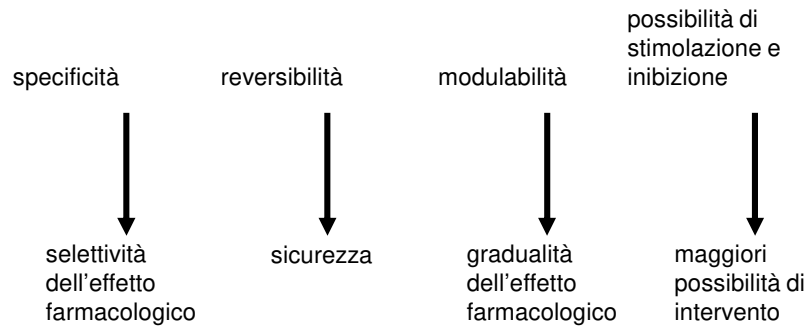 specificità
reversibilità
modulabilità
possibilità di
stimolazione e
inibizione
selettività
dell'effetto
farmacologico
sicurezza
gradualità
dell'effetto
farmacologico
maggiori
possibilità di
intervento